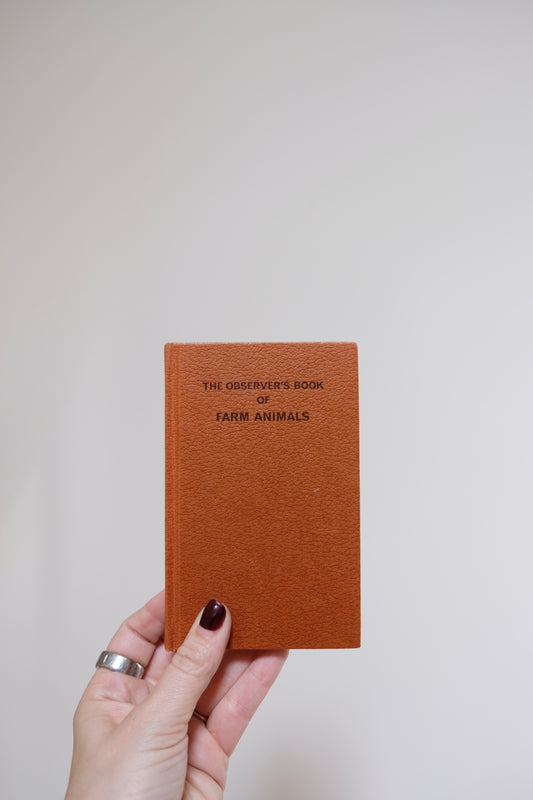 THE OBSERVER'S BOOK
OF
FARM ANIMALS